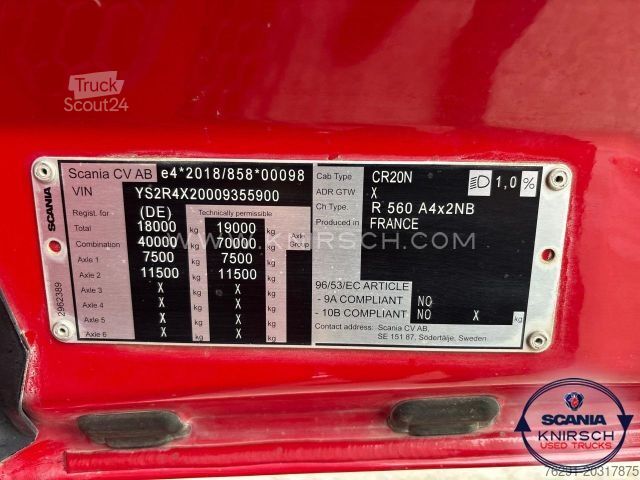 Truck
Scout24
Scania CV AB e4*2018/858*00098
VIN YS2R4X20009355900
Regist. for (DE) Technically permissible
Total 18000 kg 19000 kg
Combination 40000 kg 70000 kg Axle Group
Axle 1 7500 kg 7500 kg
Axle 2 11500 kg 11500 kg
Axle 3 X kg X kg
Axle 4 X kg X kg
Axle 5 X kg X kg
Axle 6 X kg X kg
SCANIA
2962389
Cab Type CR20N 1,0 %
ADR GTW X
Ch Type. R 560 A4x2NB
Produced in FRANCE
96/53/EC ARTICLE
- 9A COMPLIANT NO
- 10B COMPLIANT NO X kg
Contact address: Scania CV AB,
SE 151 87, Södertälje, Sweden
WWW.KNIRSCH.COM
SCANIA
KNIRSCH
USED TRUCKS
76291-20317875